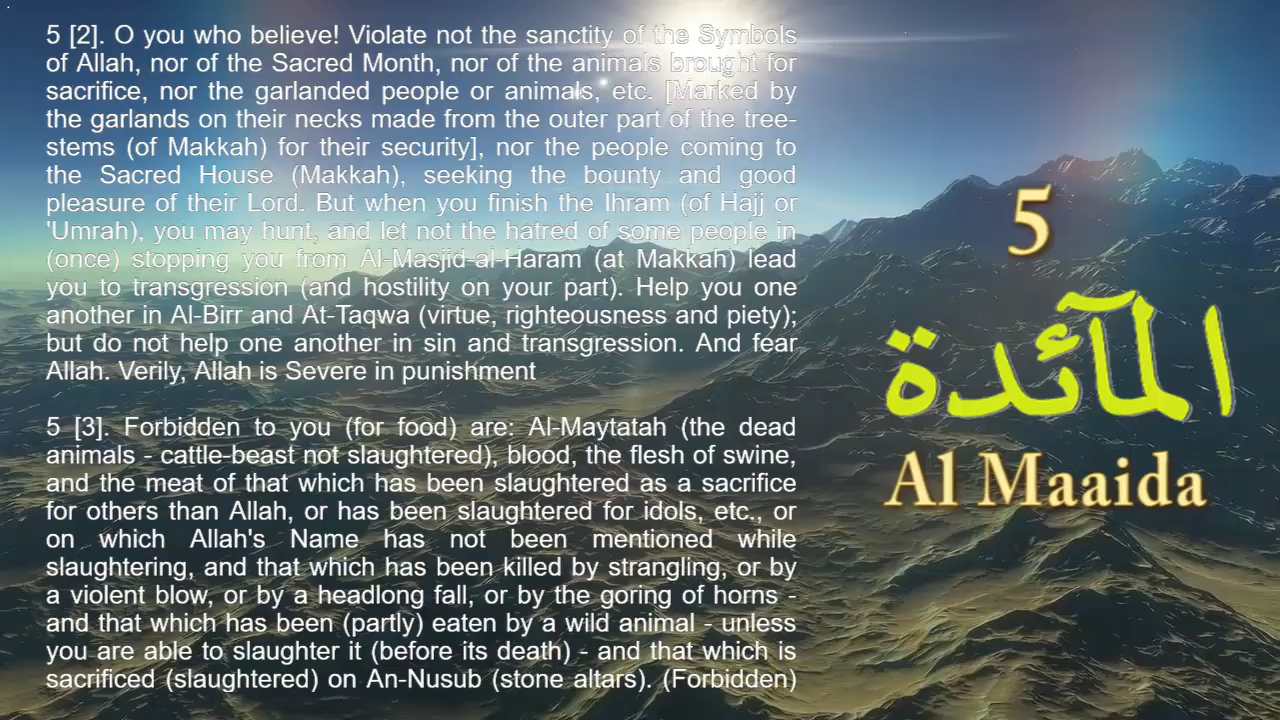 5 [2]. O you who believe! Violate not the sanctity of the Symbols
of Allah, nor of the Sacred Month, nor of the animals brought for
sacrifice, nor the garlanded people or animals, etc. [Marked by
the garlands on their necks made from the outer part of the tree-
stems (of Makkah) for their security], nor the people coming to
the Sacred House (Makkah), seeking the bounty and good
pleasure of their Lord. But when you finish the Ihram (of Hajj or
'Umrah), you may hunt, and let not the hatred of some people in
(once) stopping you from Al-Masjid-al-Haram (at Makkah) lead
you to transgression (and hostility on your part). Help you one
another in Al-Birr and At-Taqwa (virtue, righteousness and piety);
but do not help one another in sin and transgression. And fear
Allah. Verily, Allah is Severe in punishment
5 [3]. Forbidden to you (for food) are: Al-Maytatah (the dead
animals - cattle-beast not slaughtered), blood, the flesh of swine,
and the meat of that which has been slaughtered as a sacrifice
for others than Allah, or has been slaughtered for idols, etc., or
on which Allah's Name has not been mentioned while
slaughtering, and that which has been killed by strangling, or by
a violent blow, or by a headlong fall, or by the goring of horns -
and that which has been (partly) eaten by a wild animal - unless
you are able to slaughter it (before its death) - and that which is
sacrificed (slaughtered) on An-Nusub (stone altars). (Forbidden)
5
المآئدة
Al Maaida